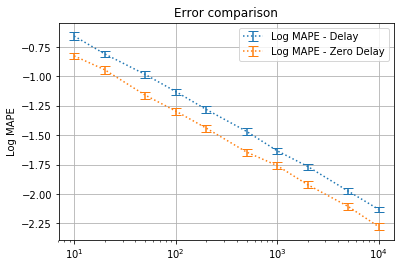 Error comparison
Log MAPE - Delay
Log MAPE - Zero Delay
Log MAPE
−0.75
−1.00
−1.25
−1.50
−1.75
−2.00
−2.25
10¹ 10² 10³ 10⁴